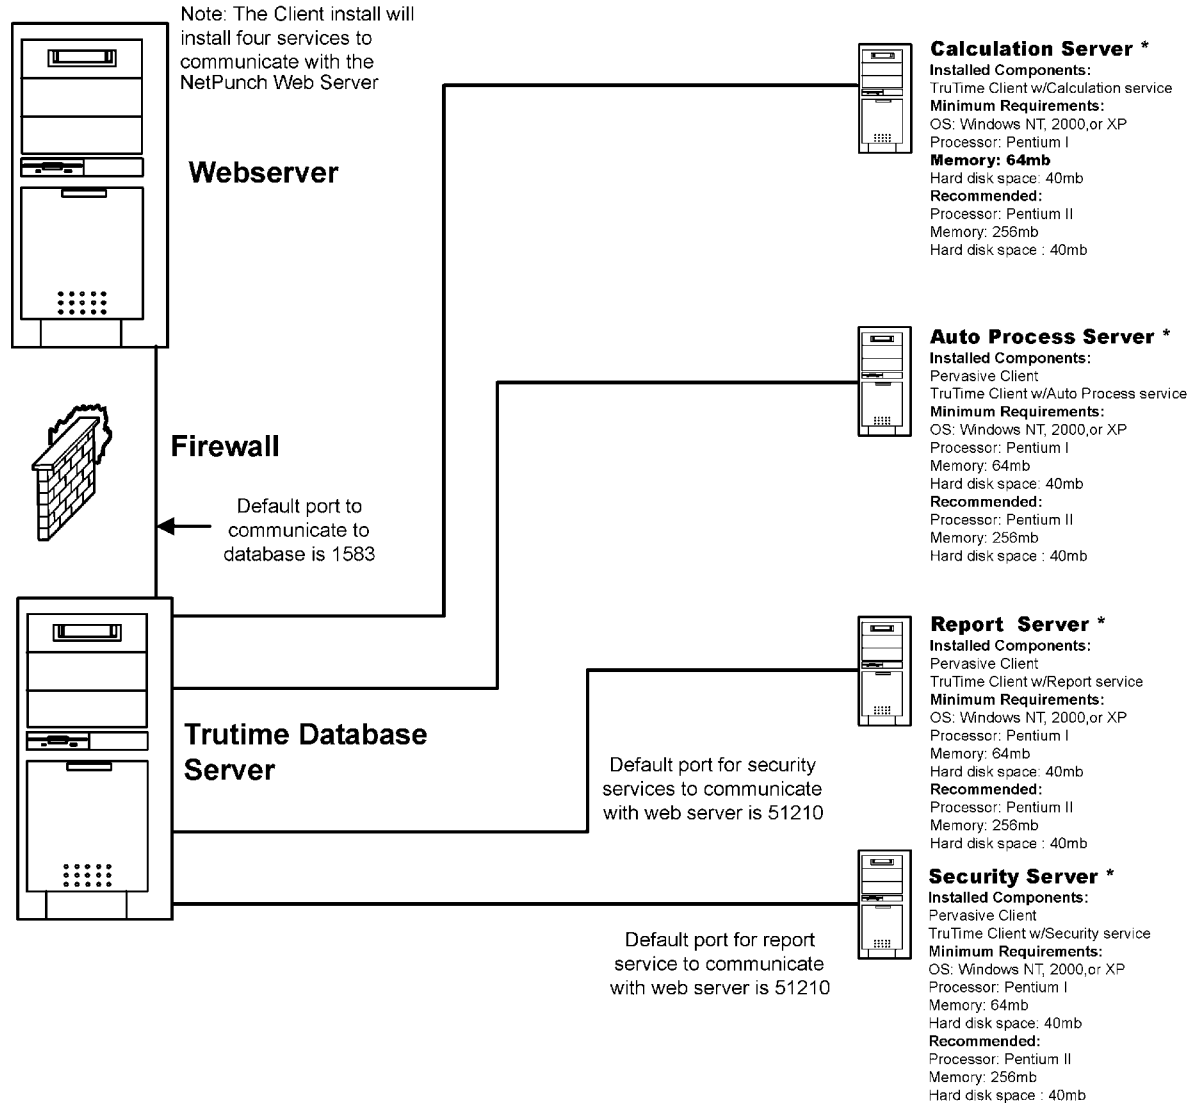 Note: The Client install will
install four services to
communicate with the
NetPunch Web Server
Webserver
Firewall
Default port to
communicate to
database is 1583
Trutime Database
Server
Calculation Server *
Installed Components:
TruTime Client w/Calculation service
Minimum Requirements:
OS: Windows NT, 2000,or XP
Processor: Pentium I
Memory: 64mb
Hard disk space: 40mb
Recommended:
Processor: Pentium II
Memory: 256mb
Hard disk space : 40mb
Auto Process Server *
Installed Components:
Pervasive Client
TruTime Client w/Auto Process service
Minimum Requirements:
OS: Windows NT, 2000,or XP
Processor: Pentium I
Memory: 64mb
Hard disk space: 40mb
Recommended:
Processor: Pentium II
Memory: 256mb
Hard disk space : 40mb
Report Server *
Installed Components:
Pervasive Client
TruTime Client w/Report service
Minimum Requirements:
OS: Windows NT, 2000,or XP
Processor: Pentium I
Memory: 64mb
Hard disk space: 40mb
Recommended:
Processor: Pentium II
Memory: 256mb
Hard disk space : 40mb
Default port for security
services to communicate
with web server is 51210
Security Server *
Installed Components:
Pervasive Client
TruTime Client w/Security service
Minimum Requirements:
OS: Windows NT, 2000,or XP
Processor: Pentium I
Memory: 64mb
Hard disk space: 40mb
Recommended:
Processor: Pentium II
Memory: 256mb
Hard disk space : 40mb
Default port for report
service to communicate
with web server is 51210